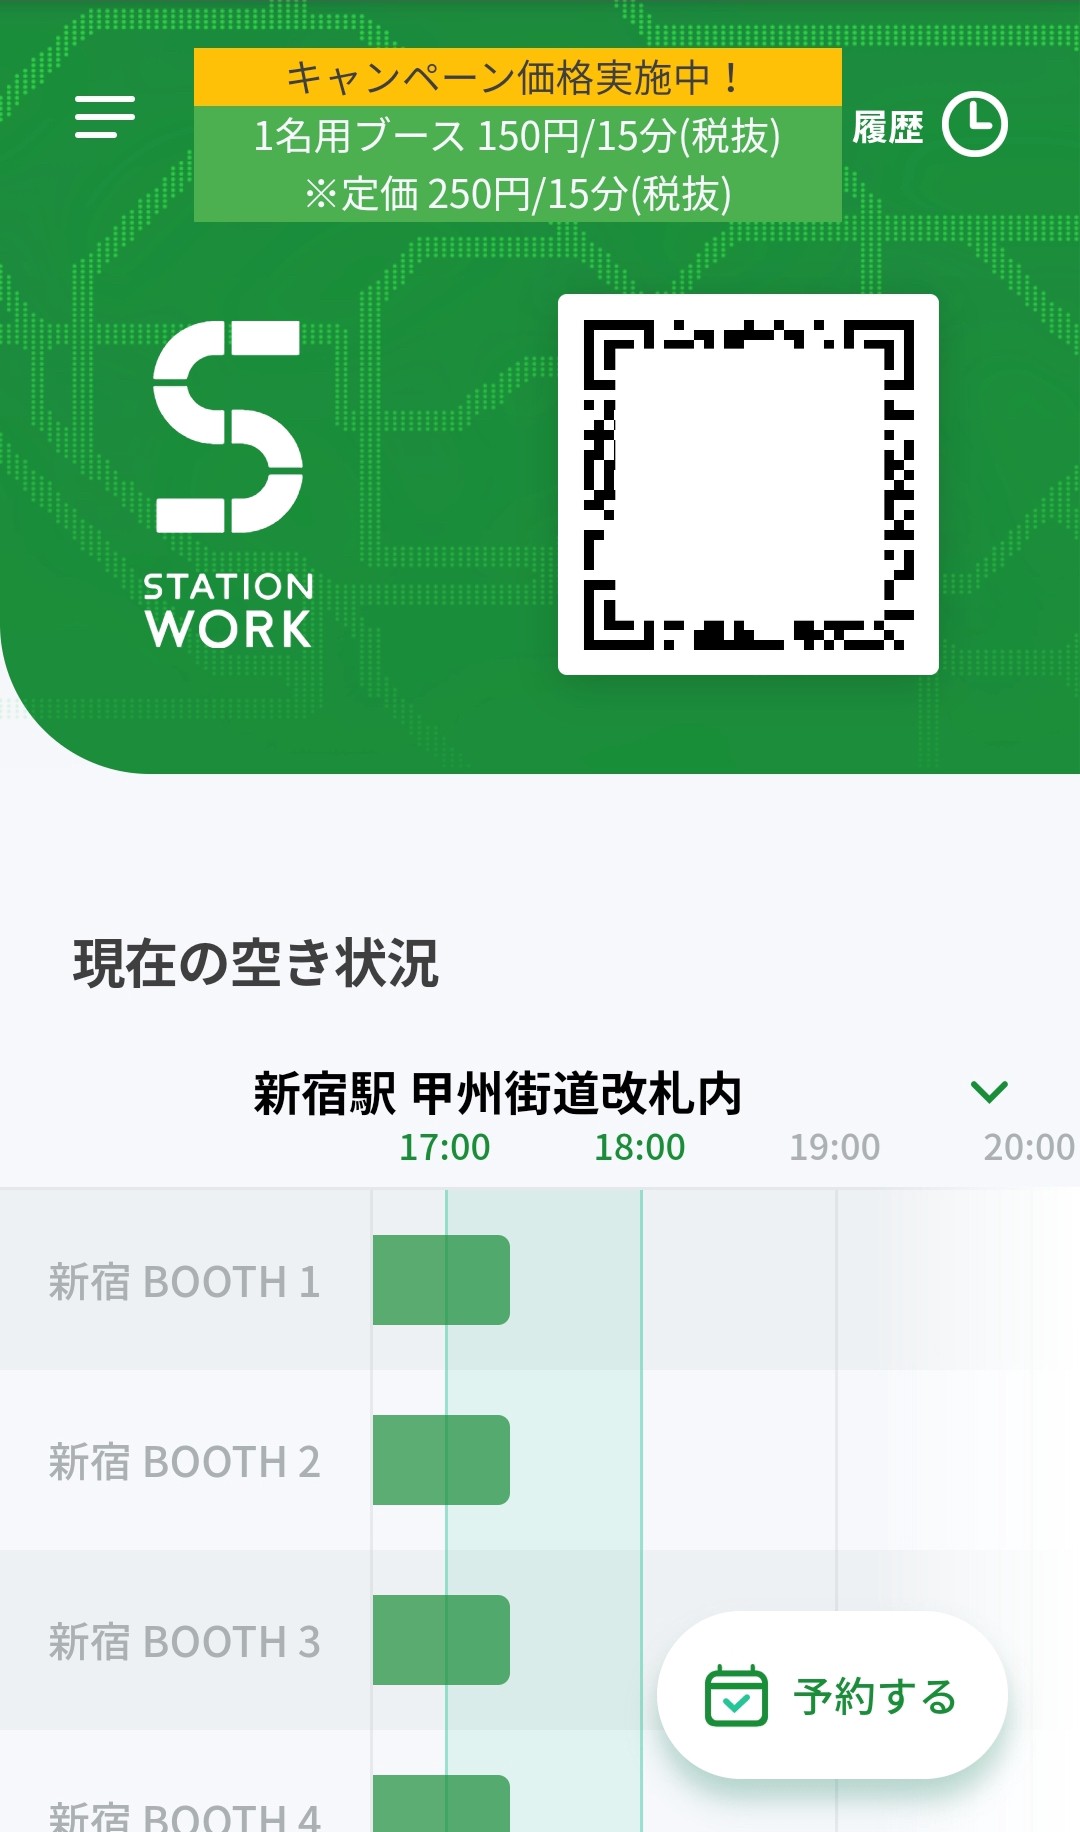 キャンペーン価格実施中！
1名用ブース 150円/15分(税抜)
※定価 250円/15分(税抜)
履歴
STATION
WORK
現在の空き状況
新宿駅 甲州街道改札内
17:00 18:00 19:00 20:00
新宿 BOOTH 1
新宿 BOOTH 2
新宿 BOOTH 3
予約する
新宿 BOOTH 4